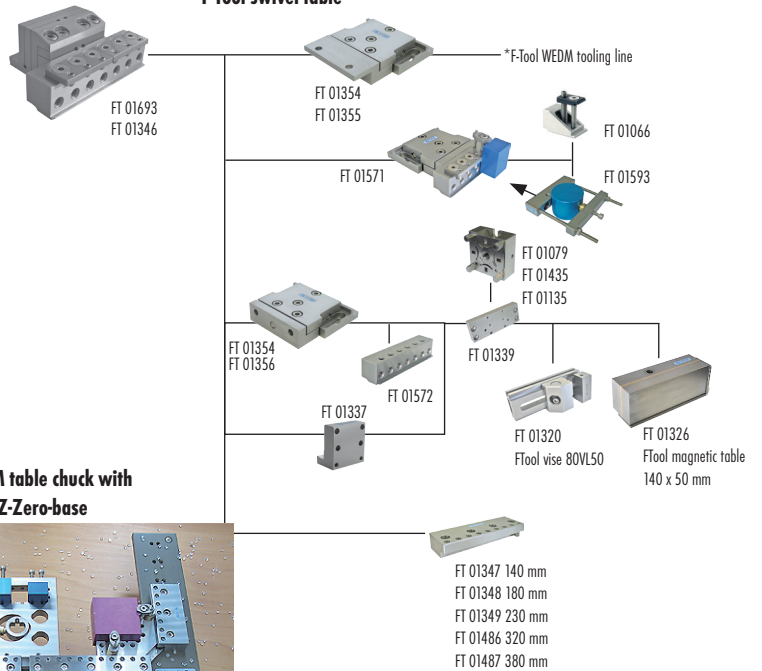 FT 01693
FT 01346
FT 01354
FT 01355
*F-Tool WEDM tooling line
FT 01066
FT 01571
FT 01593
FT 01079
FT 01435
FT 01135
FT 01354
FT 01356
FT 01339
FT 01572
FT 01337
FT 01320
FTool vise 80VL50
FT 01326
FTool magnetic table
140 x 50 mm
table chuck with
Z-Zero-base
FT 01347 140 mm
FT 01348 180 mm
FT 01349 230 mm
FT 01486 320 mm
FT 01487 380 mm